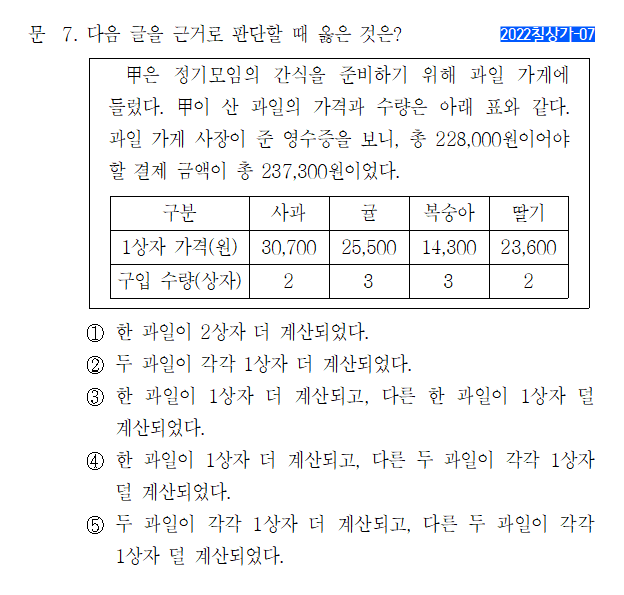 문 7. 다음 글을 근거로 판단할 때 옳은 것은? 2022침상가-07
甲은 정기모임의 간식을 준비하기 위해 과일 가게에
들렀다. 甲이 산 과일의 가격과 수량은 아래 표와 같다.
과일 가게 사장이 준 영수증을 보니, 총 228,000원이어야
할 결제 금액이 총 237,300원이었다.
구분 사과 귤 복숭아 딸기
1상자 가격(원) 30,700 25,500 14,300 23,600
구입 수량(상자) 2 3 3 2
① 한 과일이 2상자 더 계산되었다.
② 두 과일이 각각 1상자 더 계산되었다.
③ 한 과일이 1상자 더 계산되고, 다른 한 과일이 1상자 덜
계산되었다.
④ 한 과일이 1상자 더 계산되고, 다른 두 과일이 각각 1상자
덜 계산되었다.
⑤ 두 과일이 각각 1상자 더 계산되고, 다른 두 과일이 각각
1상자 덜 계산되었다.